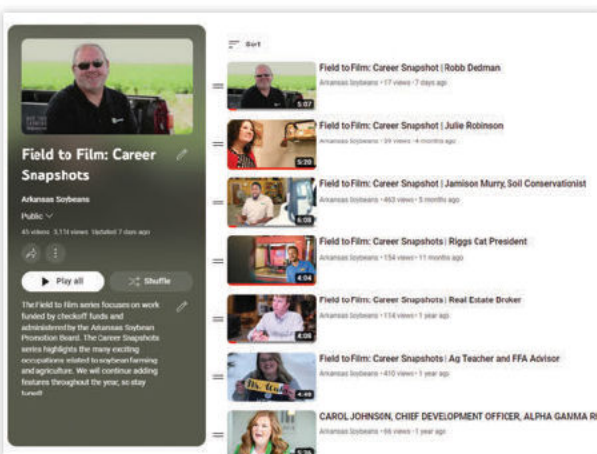 Field to Film: Career
Snapshots
Arkansas Soybeans
Public
45 videos 3,114 views Updated 7 days ago
Play all
Shuffle
The Field to Film series focuses on work
funded by checkoff funds and
administered by the Arkansas Soybean
Promotion Board. The Career Snapshots
series highlights the many exciting
occupations related to soybean farming
and agriculture. We will continue adding
features throughout the year, so stay
tuned!
Sort
Field to Film: Career Snapshot | Robb Dedman
Arkansas Soybeans • 17 views • 7 days ago
5:07
Field to Film: Career Snapshot | Julie Robinson
Arkansas Soybeans • views • 4 months ago
5:20
Field to Film: Career Snapshot | Jamison Murry, Soil Conservationist
Arkansas Soybeans • 463 views • 5 months ago
6:08
Field to Film: Career Snapshots | Riggs Cat President
Arkansas Soybeans • 154 views • 11 months ago
4:04
Field to Film: Career Snapshots | Real Estate Broker
Arkansas Soybeans • 114 views • 1 year ago
4:08
Field to Film: Career Snapshots | Ag Teacher and FFA Advisor
Arkansas Soybeans • 410 views • 1 year ago
4:48
CAROL JOHNSON, CHIEF DEVELOPMENT OFFICER, ALPHA GAMMA
Arkansas Soybeans • 66 views • 1 year ago
5:36